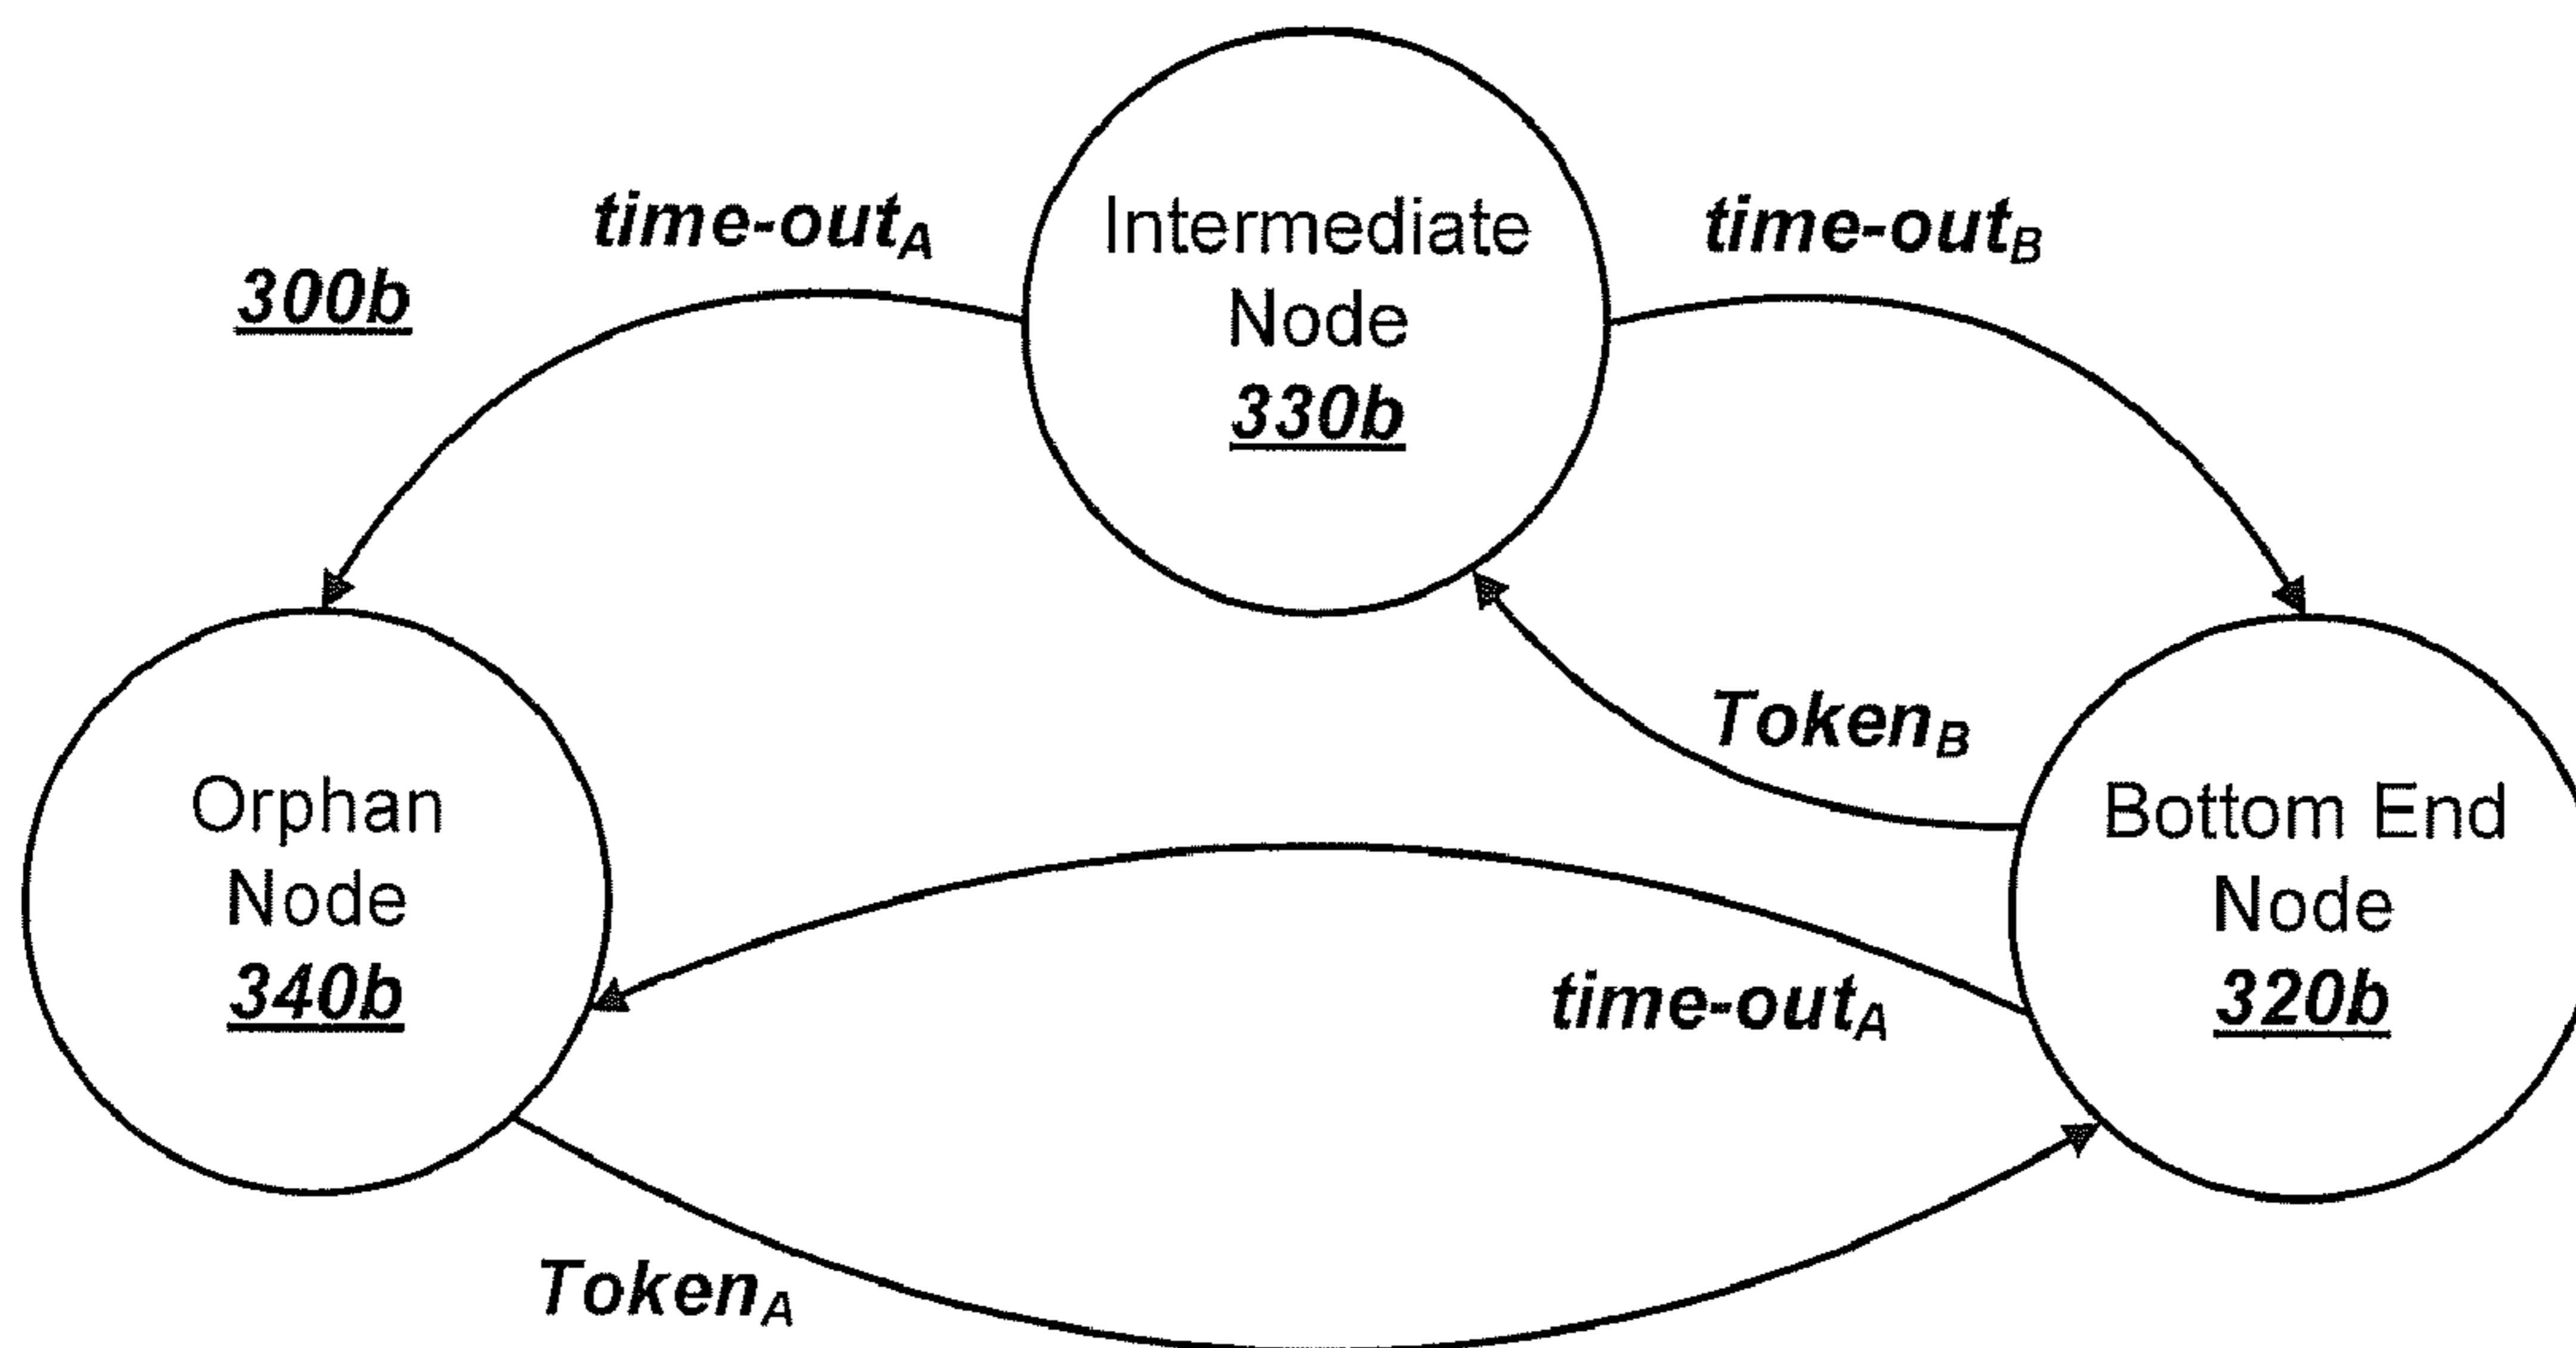 time-outA
time-outB
300b
Intermediate
Node
330b
TokenB
Orphan
Node
340b
Bottom End
Node
320b
time-outA
TokenA